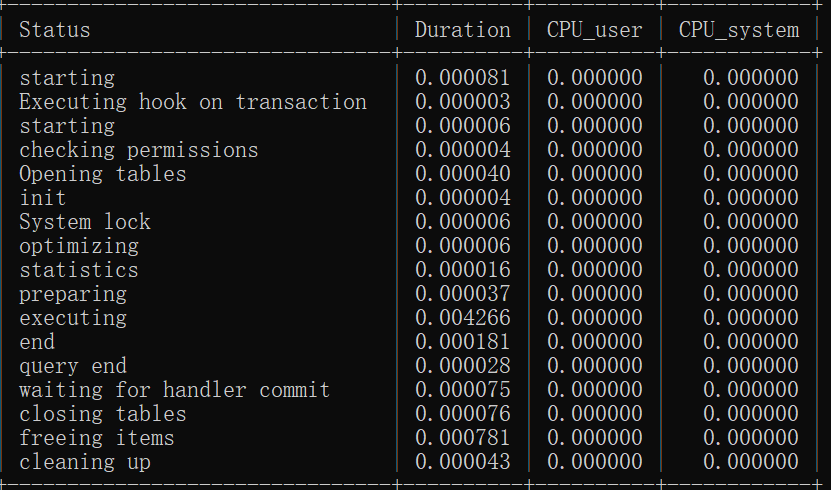 Status Duration CPU_user CPU_system
starting 0.000081 0.000000 0.000000
Executing hook on transaction 0.000003 0.000000 0.000000
starting 0.000006 0.000000 0.000000
checking permissions 0.000004 0.000000 0.000000
Opening tables 0.000040 0.000000 0.000000
init 0.000004 0.000000 0.000000
System lock 0.000006 0.000000 0.000000
optimizing 0.000006 0.000000 0.000000
statistics 0.000016 0.000000 0.000000
preparing 0.000037 0.000000 0.000000
executing 0.004266 0.000000 0.000000
end 0.000181 0.000000 0.000000
query end 0.000028 0.000000 0.000000
waiting for handler commit 0.000075 0.000000 0.000000
closing tables 0.000076 0.000000 0.000000
freeing items 0.000781 0.000000 0.000000
cleaning up 0.000043 0.000000 0.000000